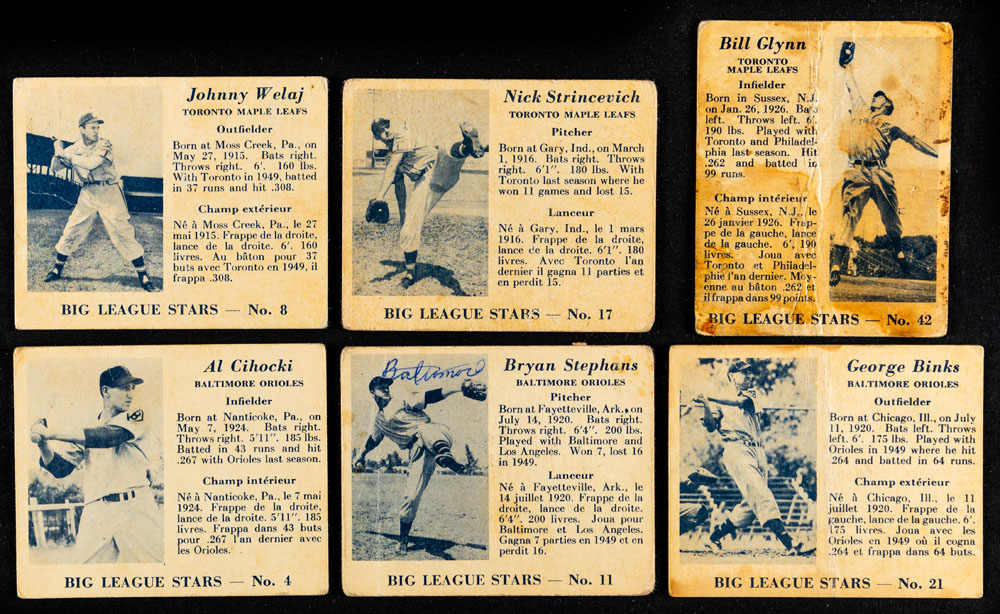 Johnny Welaj
TORONTO MAPLE LEAFS
Outfielder
Born at Moss Creek, Pa., on
May 27, 1915. Bats right.
Throws right. 6'. 160 lbs.
With Toronto in 1949, batted
in 37 runs and hit .308.
Champ extérieur
Né à Moss Creek, Pa., le 27
mai 1915. Frappe de la droite,
lance de la droite. 6'. 160
livres. Au bâton pour 37
buts avec Toronto en 1949, il
frappa .308.
BIG LEAGUE STARS — No. 8
Nick Strincevich
TORONTO MAPLE LEAFS
Pitcher
Born at Gary, Ind., on March
1, 1916. Bats right. Throws
right. 6'1". 180 lbs. With
Toronto last season where he
won 11 games and lost 15.
Lanceur
Né à Gary, Ind., le 1 mars
1916. Frappe de la droite,
lance de la droite. 6'1". 180
livres. Avec Toronto l'an
dernier il gagna 11 parties et
en perdit 15.
BIG LEAGUE STARS — No. 17
Bill Glynn
TORONTO
MAPLE LEAFS
Infielder
Born in Sussex, N.J.
on Jan. 26, 1926. Bats
left. Throws left. 6'.
190 lbs. Played with
Toronto and Philadel-
phia last season. Hit
.262 and batted in
99 runs.
Champ intérieur
Né à Sussex, N.J., le
26 janvier 1926. Frap-
pe de la gauche, lance
de la gauche. 6', 190
livres. Joua avec
Toronto et Philadel-
phie l'an dernier. Moy-
enne au bâton .262 et
il frappa dans 99 points.
BIG LEAGUE STARS — No. 42
Al Cihocki
BALTIMORE ORIOLES
Infielder
Born at Nanticoke, Pa., on
May 7, 1924. Bats right.
Throws right. 5'11". 185 lbs.
Batted in 43 runs and hit
.267 with Orioles last season.
Champ intérieur
Né à Nanticoke, Pa., le 7 mai
1924. Frappe de la droite,
lance de la droite. 5'11". 185
livres. Frappa dans 43 buts
pour .267 l'an dernier avec
les Orioles.
BIG LEAGUE STARS — No. 4
Baltimore
Bryan Stephans
BALTIMORE ORIOLES
Pitcher
Born at Fayetteville, Ark., on
July 14, 1920. Bats right.
Throws right. 6'4". 200 lbs.
Played with Baltimore and
Los Angeles. Won 7, lost 16
in 1949.
Lanceur
Né à Fayetteville, Ark., le
14 juillet 1920. Frappe de la
droite, lance de la droite.
6'4", 200 livres. Joua pour
Baltimore et Los Angeles.
Gagna 7 parties en 1949 et en
perdit 16.
BIG LEAGUE STARS — No. 11
George Binks
BALTIMORE ORIOLES
Outfielder
Born at Chicago, Ill., on July
11, 1920. Bats left. Throws
left. 6'. 175 lbs. Played with
Orioles in 1949 where he hit
.264 and batted in 64 runs.
Champ extérieur
Né à Chicago, Ill., le 11
juillet 1920. Frappe de la
gauche, lance de la gauche. 6'.
175 livres. Joua avec les
Orioles en 1949 où il cogna
.264 et frappa dans 64 buts.
BIG LEAGUE STARS — No. 21